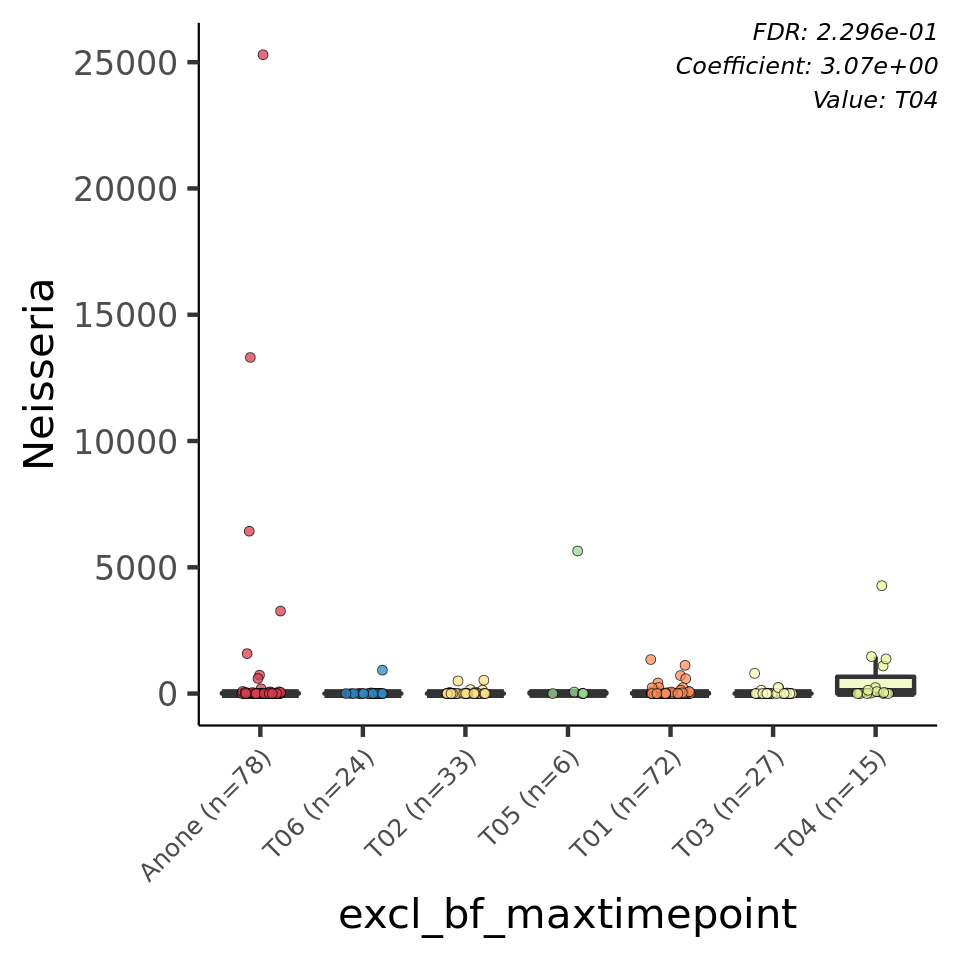 FDR: 2.296e-01
Coefficient: 3.07e+00
Value: T04
Neisseria
25000
20000
15000
10000
5000
0
Anone (n=78)
T06 (n=24)
T02 (n=33)
T05 (n=6)
T01 (n=72)
T03 (n=27)
T04 (n=15)
excl_bf_maxtimepoint